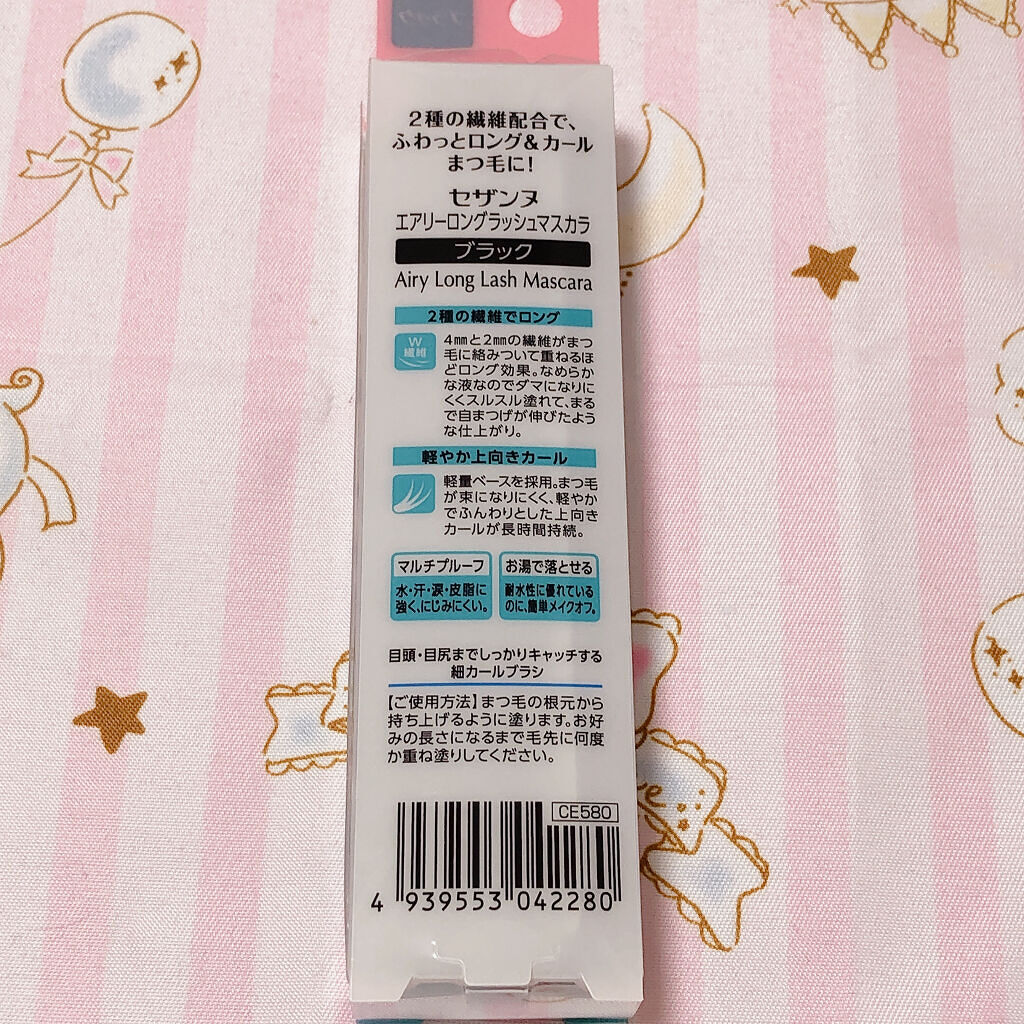 ブラック
2種の繊維配合で、
ふわっとロング&カール
まつ毛に!
セザンヌ
エアリーロングラッシュマスカラ
ブラック
Airy Long Lash Mascara
2種の繊維でロング
W
繊維
4㎜と2㎜の繊維がまつ
毛に絡みついて重ねるほ
どロング効果。なめらか
な液なのでダマになりに
くくスルスル塗れて、まる
で自まつげが伸びたよう
な仕上がり。
軽やか上向きカール
軽量ベースを採用。まつ毛
が束になりにくく、軽やか
でふんわりとした上向き
カールが長時間持続。
マルチプルーフ
水・汗・涙・皮脂に
強く、にじみにくい。
お湯で落とせる
耐水性に優れている
のに、簡単メイクオフ。
目頭・目尻までしっかりキャッチする
細カールブラシ
【ご使用方法】まつ毛の根元から
持ち上げるように塗ります。お好
みの長さになるまで毛先に何度
か重ね塗りしてください。
CE580
4 939553 042280